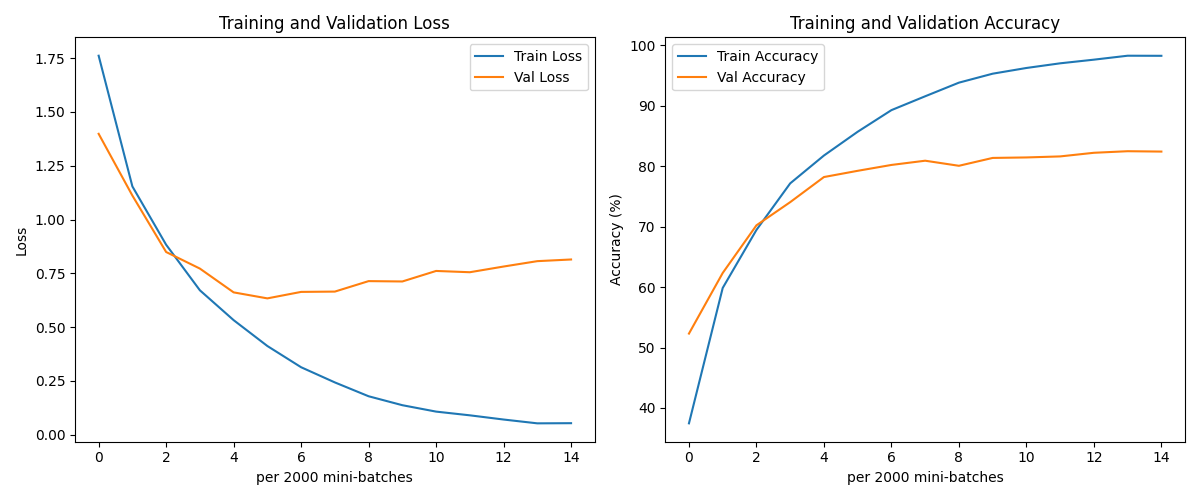 Training and Validation Loss
Train Loss
Val Loss
1.75
1.50
1.25
1.00
0.75
0.50
0.25
0.00
Loss
0 2 4 6 8 10 12 14
per 2000 mini-batches
Training and Validation Accuracy
Train Accuracy
Val Accuracy
100
90
80
70
60
50
40
Accuracy (%)
0 2 4 6 8 10 12 14
per 2000 mini-batches